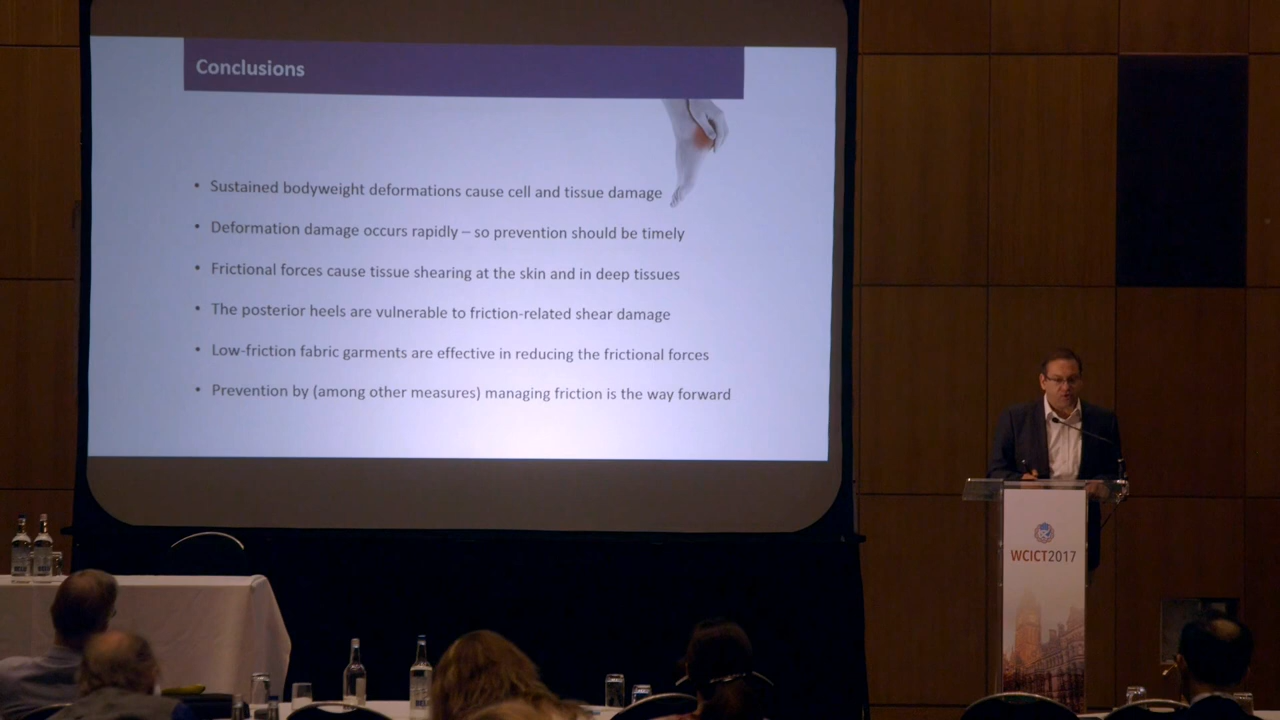 Conclusions
• Sustained bodyweight deformations cause cell and tissue damage
• Deformation damage occurs rapidly – so prevention should be timely
• Frictional forces cause tissue shearing at the skin and in deep tissues
• The posterior heels are vulnerable to friction-related shear damage
• Low-friction fabric garments are effective in reducing the frictional forces
• Prevention by (among other measures) managing friction is the way forward
WCICT2017